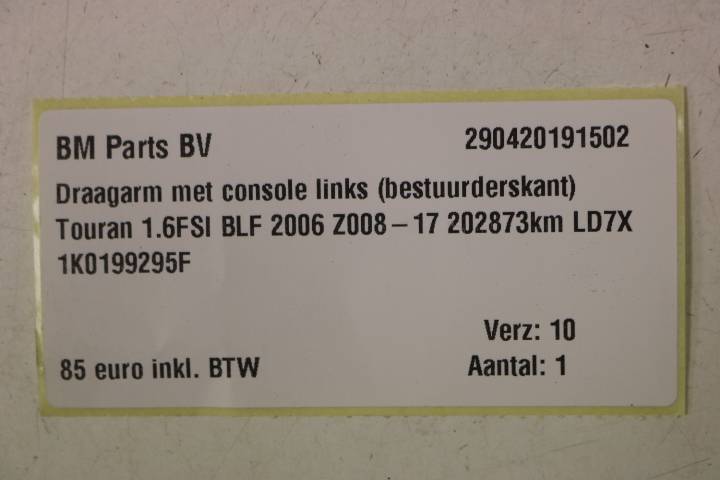 BM Parts BV 290420191502
Draagarm met console links (bestuurderskant)
Touran 1.6FSI BLF 2006 Z008 – 17 202873km LD7X
1K0199295F
Verz: 10
85 euro inkl. BTW Aantal: 1